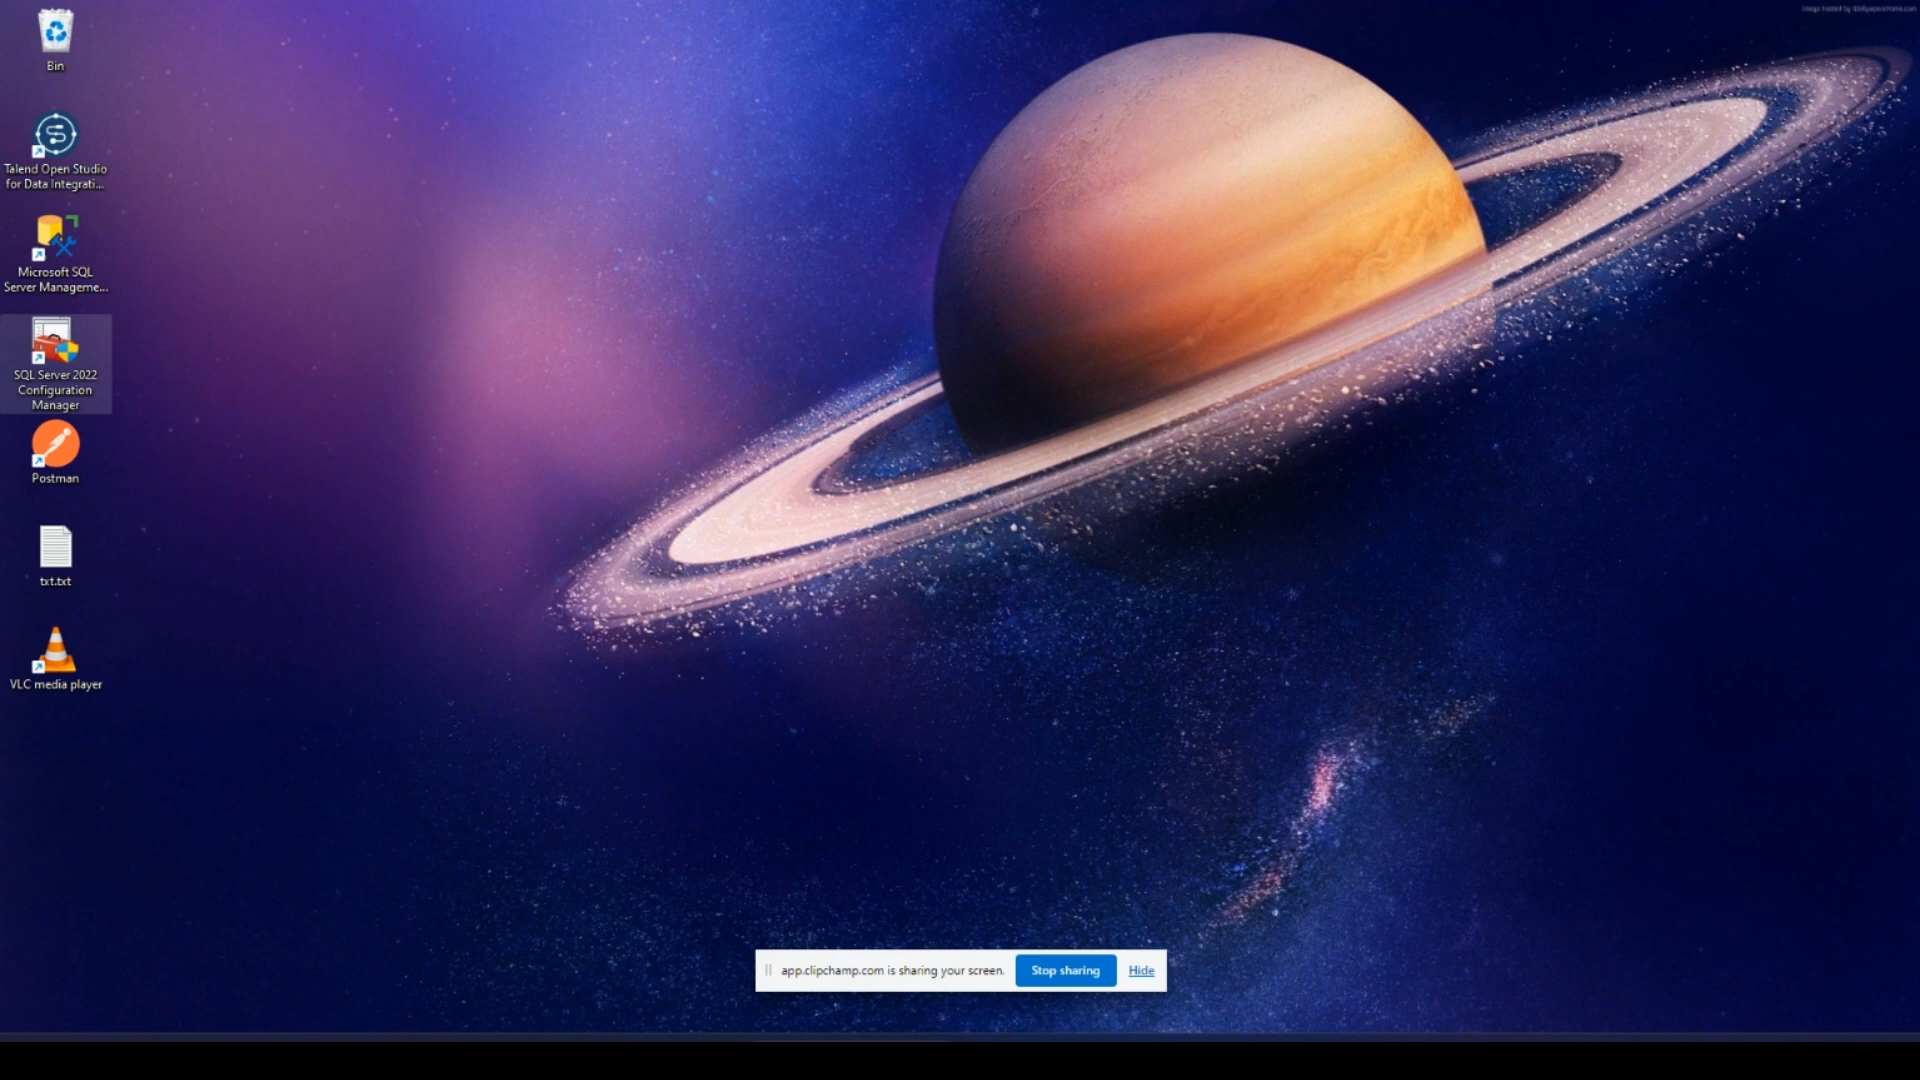 Bin
Talend Open Studio
for Data Integrati...
Microsoft SQL
Server Manageme...
SQL Server 2022
Configuration
Manager
Postman
txt.txt
VLC media player
app.clipchamp.com is sharing your screen.
Stop sharing
Hide